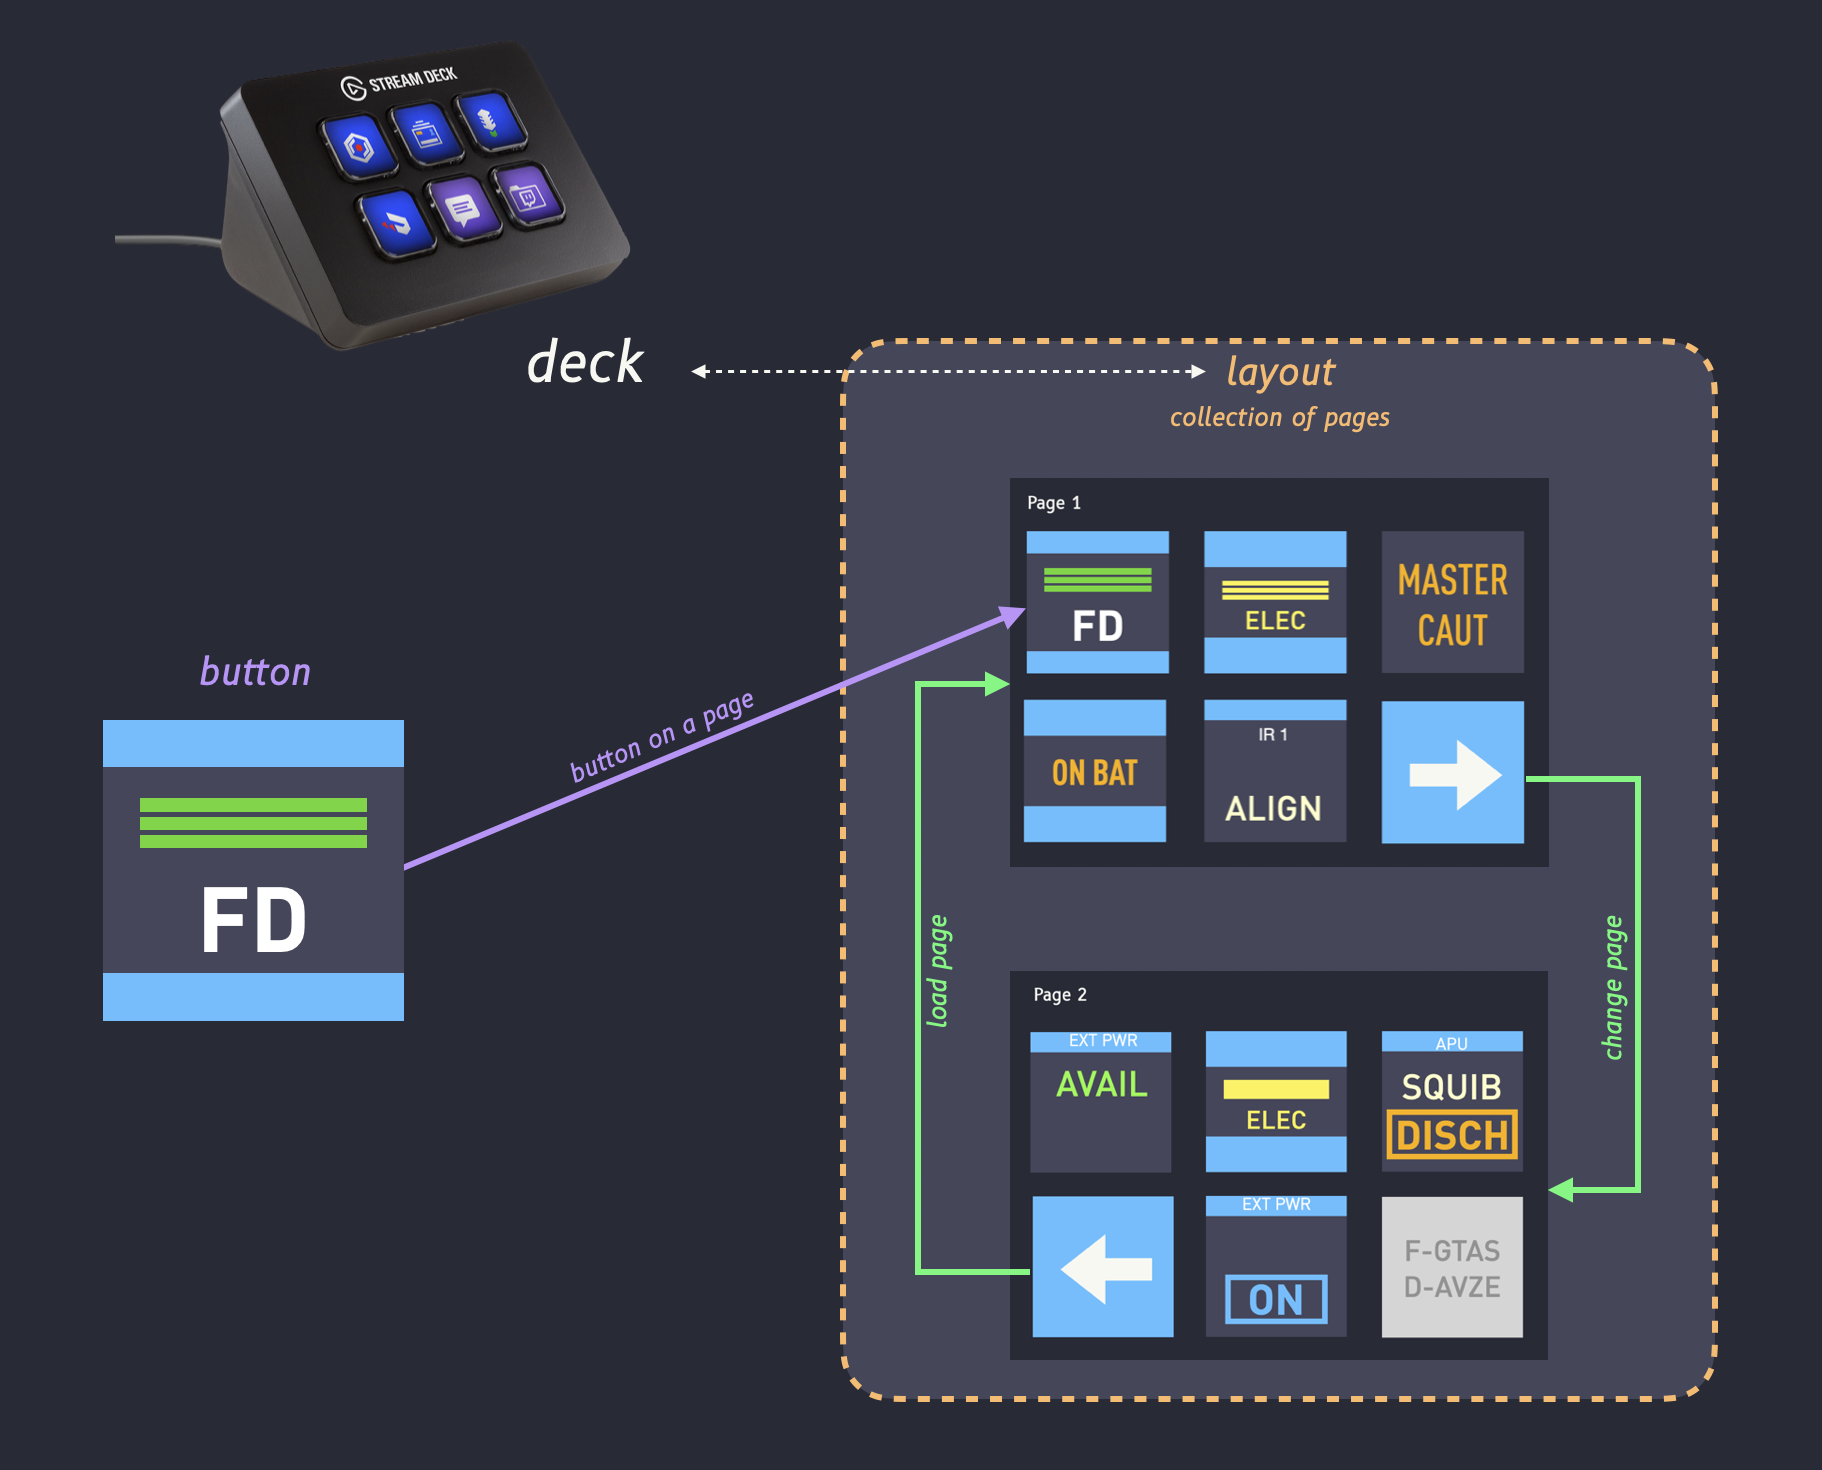 STREAM DECK
deck
layout
collection of pages
Page 1
FD
ELEC
MASTER
CAUT
ON BAT
IR 1
ALIGN
button
FD
button on a page
load page
change page
Page 2
EXT PWR
AVAIL
ELEC
APU
SQUIB
DISCH
EXT PWR
ON
F-GTAS
D-AVZE